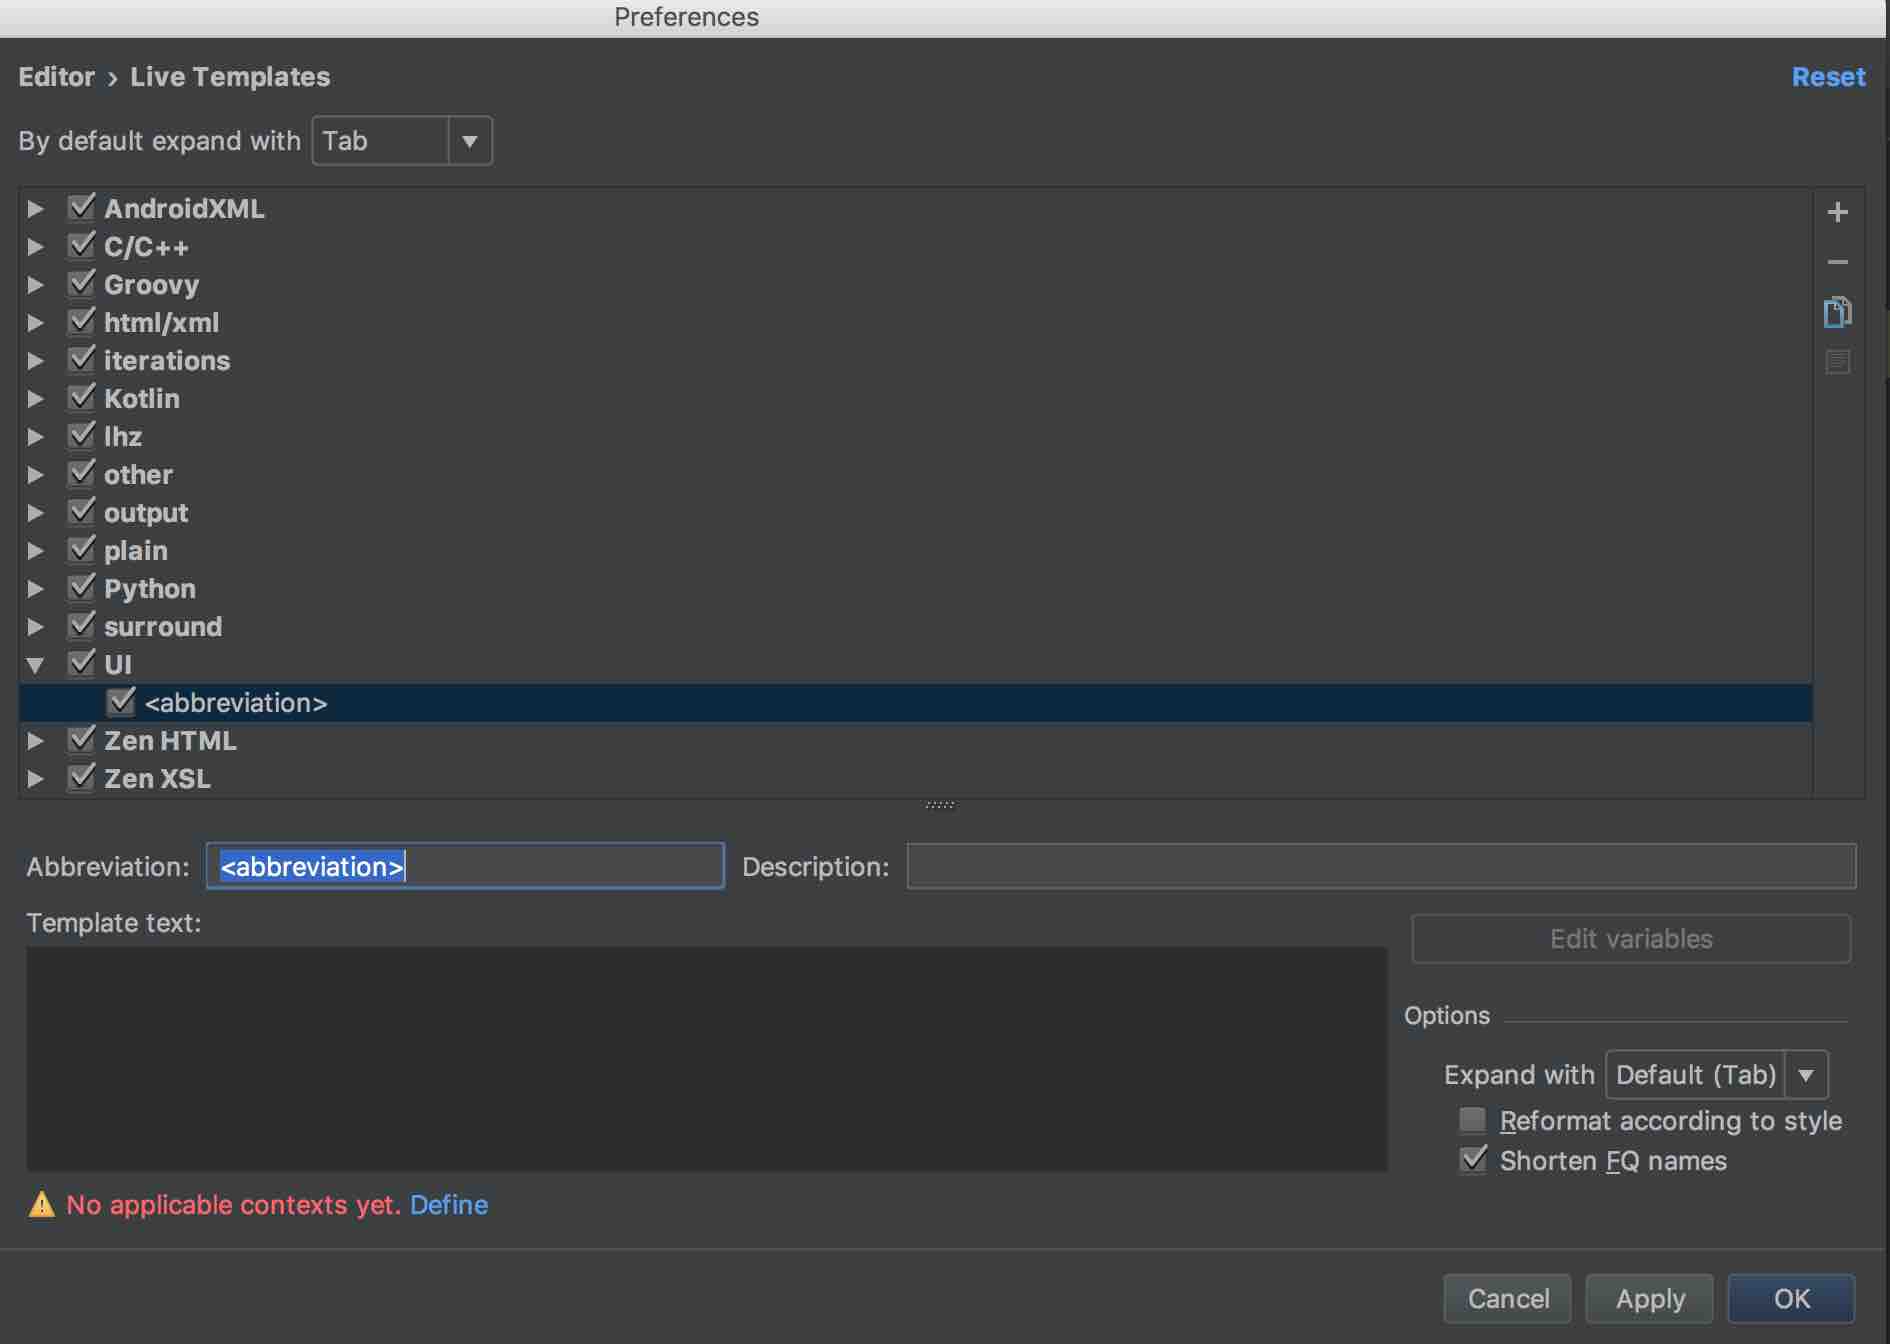 Preferences
Editor › Live Templates
Reset
By default expand with Tab
AndroidXML
C/C++
Groovy
html/xml
iterations
Kotlin
lhz
other
output
plain
Python
surround
UI
<abbreviation>
Zen HTML
Zen XSL
Abbreviation: <abbreviation> Description:
Template text:
Edit variables
Options
Expand with Default (Tab)
Reformat according to style
Shorten FQ names
No applicable contexts yet. Define
Cancel Apply OK